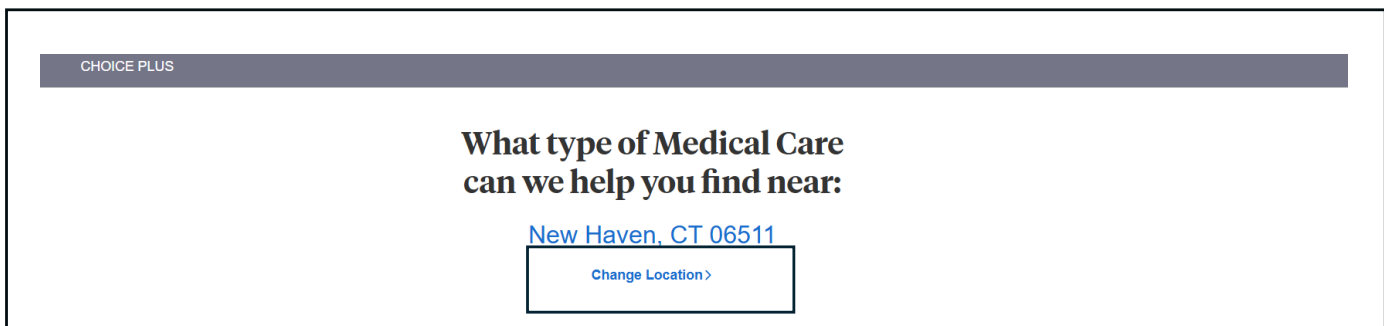 CHOICE PLUS
What type of Medical Care
can we help you find near:
New Haven, CT 06511
Change Location>